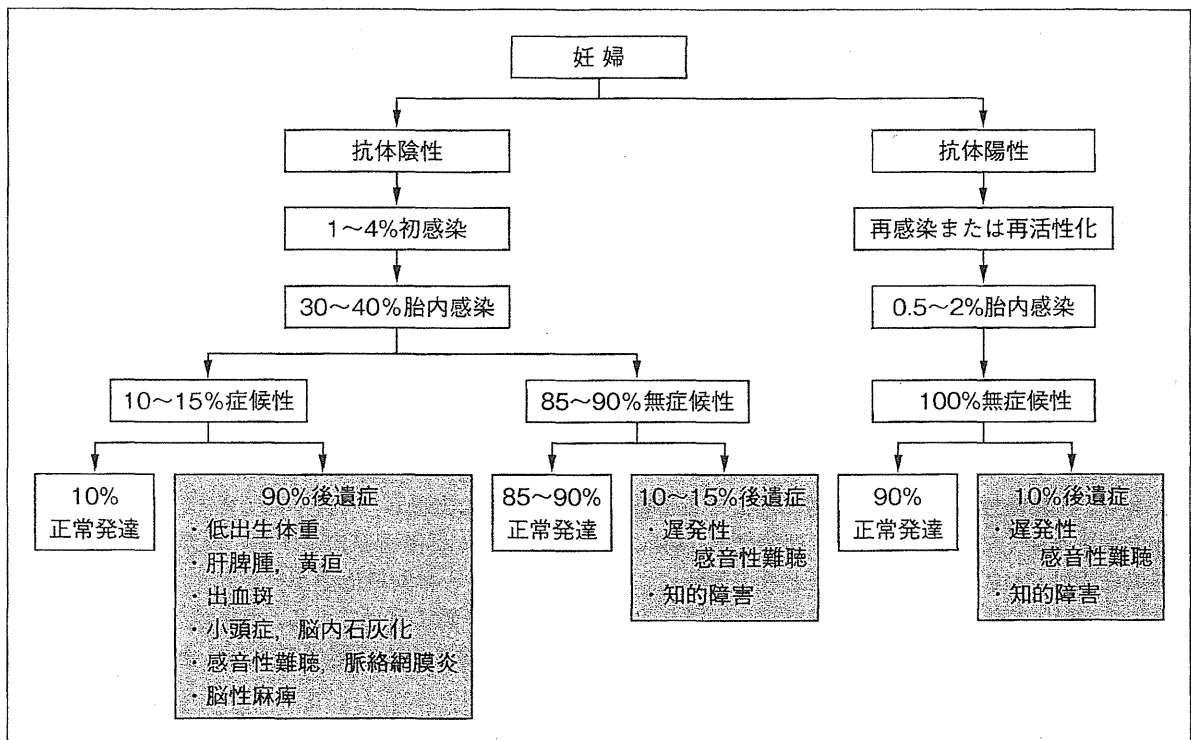 妊婦
抗体陰性
抗体陽性
1〜4%初感染
再感染または再活性化
30〜40%胎内感染
0.5〜2%胎内感染
10〜15%症候性
85〜90%無症候性
100%無症候性
10%
正常発達
90%後遺症
・低出生体重
・肝脾腫，黄疸
・出血斑
・小頭症，脳内石灰化
・感音性難聴，脈絡網膜炎
・脳性麻痺
85〜90%
正常発達
10〜15%後遺症
・遅発性
感音性難聴
・知的障害
90%
正常発達
10%後遺症
・遅発性
感音性難聴
・知的障害